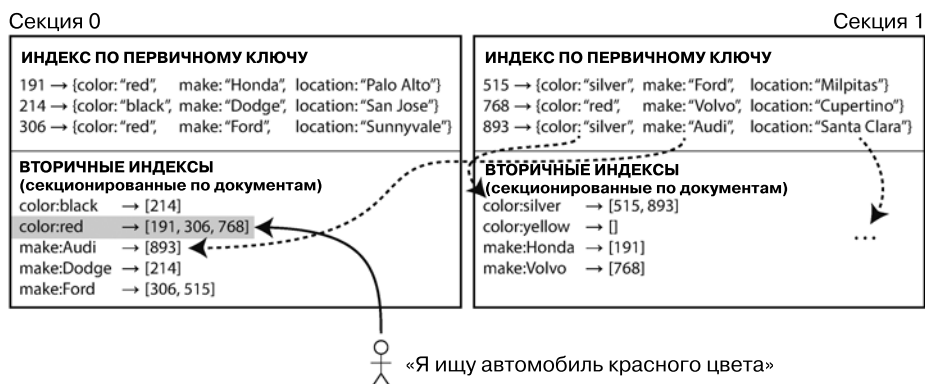 Секция 0
Секция 1
ИНДЕКС ПО ПЕРВИЧНОМУ КЛЮЧУ
191 → {color: “red”, make: “Honda”, location: “Palo Alto”}
214 → {color: “black”, make: “Dodge”, location: “San Jose”}
306 → {color: “red”, make: “Ford”, location: “Sunnyvale”}
ВТОРИЧНЫЕ ИНДЕКСЫ
(секционированные по документам)
color:black → [214]
color:red → [191, 306, 768]
make:Audi → [893]
make:Dodge → [214]
make:Ford → [306, 515]
ИНДЕКС ПО ПЕРВИЧНОМУ КЛЮЧУ
515 → {color: “silver”, make: “Ford”, location: “Milpitas”}
768 → {color: “red”, make: “Volvo”, location: “Cupertino”}
893 → {color: “silver”, make: “Audi”, location: “Santa Clara”}
ВТОРИЧНЫЕ ИНДЕКСЫ
(секционированные по документам)
color:silver → [515, 893]
color:yellow → []
make:Honda → [191]
make:Volvo → [768]
...
«Я ищу автомобиль красного цвета»